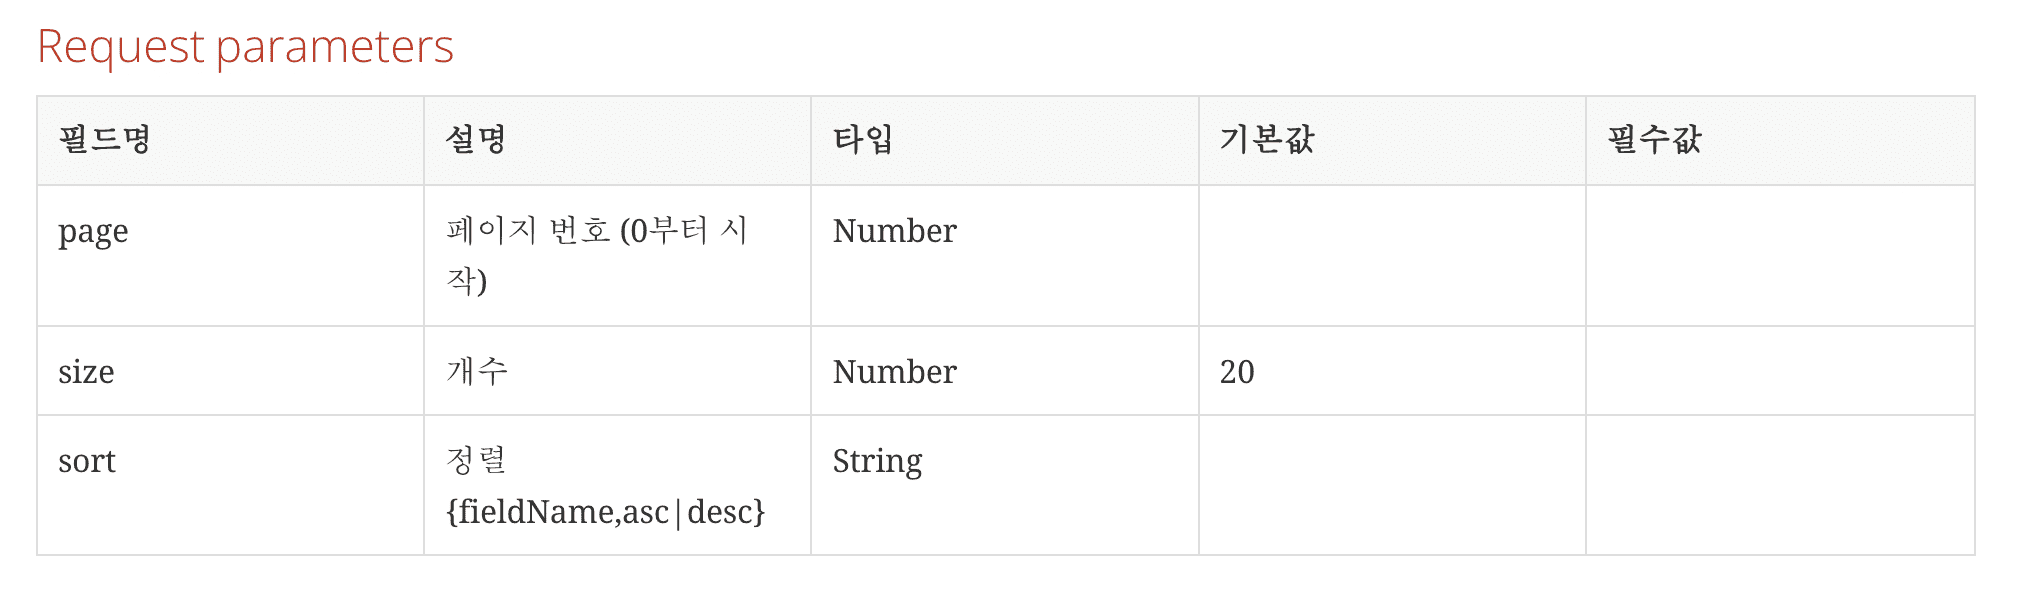 Request parameters
필드명 설명 타입 기본값 필수값
page 페이지 번호 (0부터 시 Number
작)
size 개수 Number 20
sort 정렬 String
{fieldName,asc|desc}